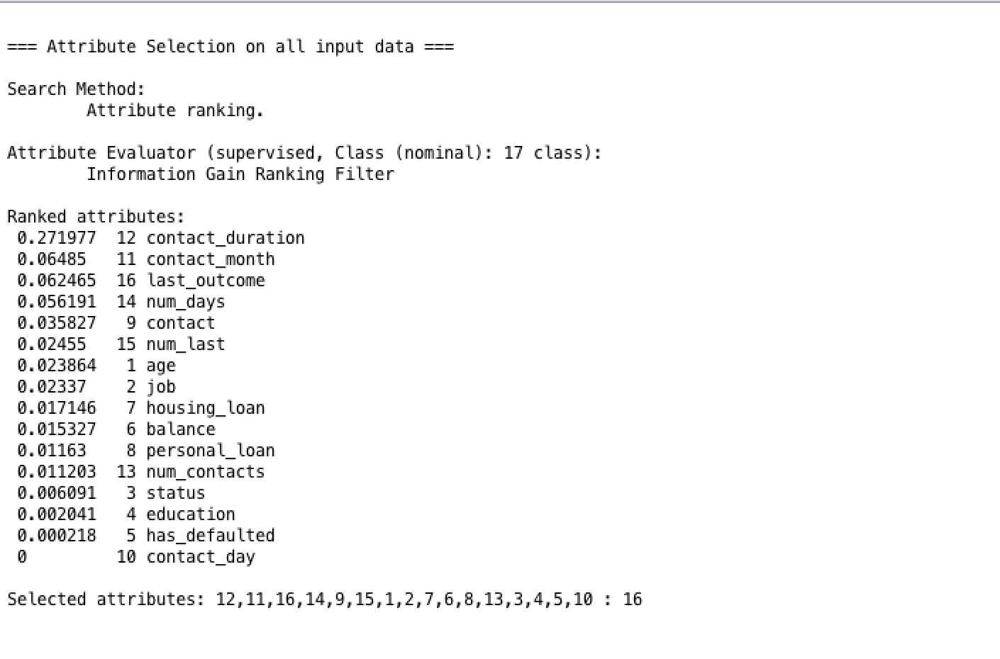 === Attribute Selection on all input data ===
Search Method:
Attribute ranking.
Attribute Evaluator (supervised, Class (nominal): 17 class):
Information Gain Ranking Filter
Ranked attributes:
0.271977 12 contact_duration
0.06485 11 contact_month
0.062465 16 last_outcome
0.056191 14 num_days
0.035827 9 contact
0.02455 15 num_last
0.023864 1 age
0.02337 2 job
0.017146 7 housing_loan
0.015327 6 balance
0.01163 8 personal_loan
0.011203 13 num_contacts
0.006091 3 status
0.002041 4 education
0.000218 5 has_defaulted
0 10 contact_day
Selected attributes: 12,11,16,14,9,15,1,2,7,6,8,13,3,4,5,10 : 16